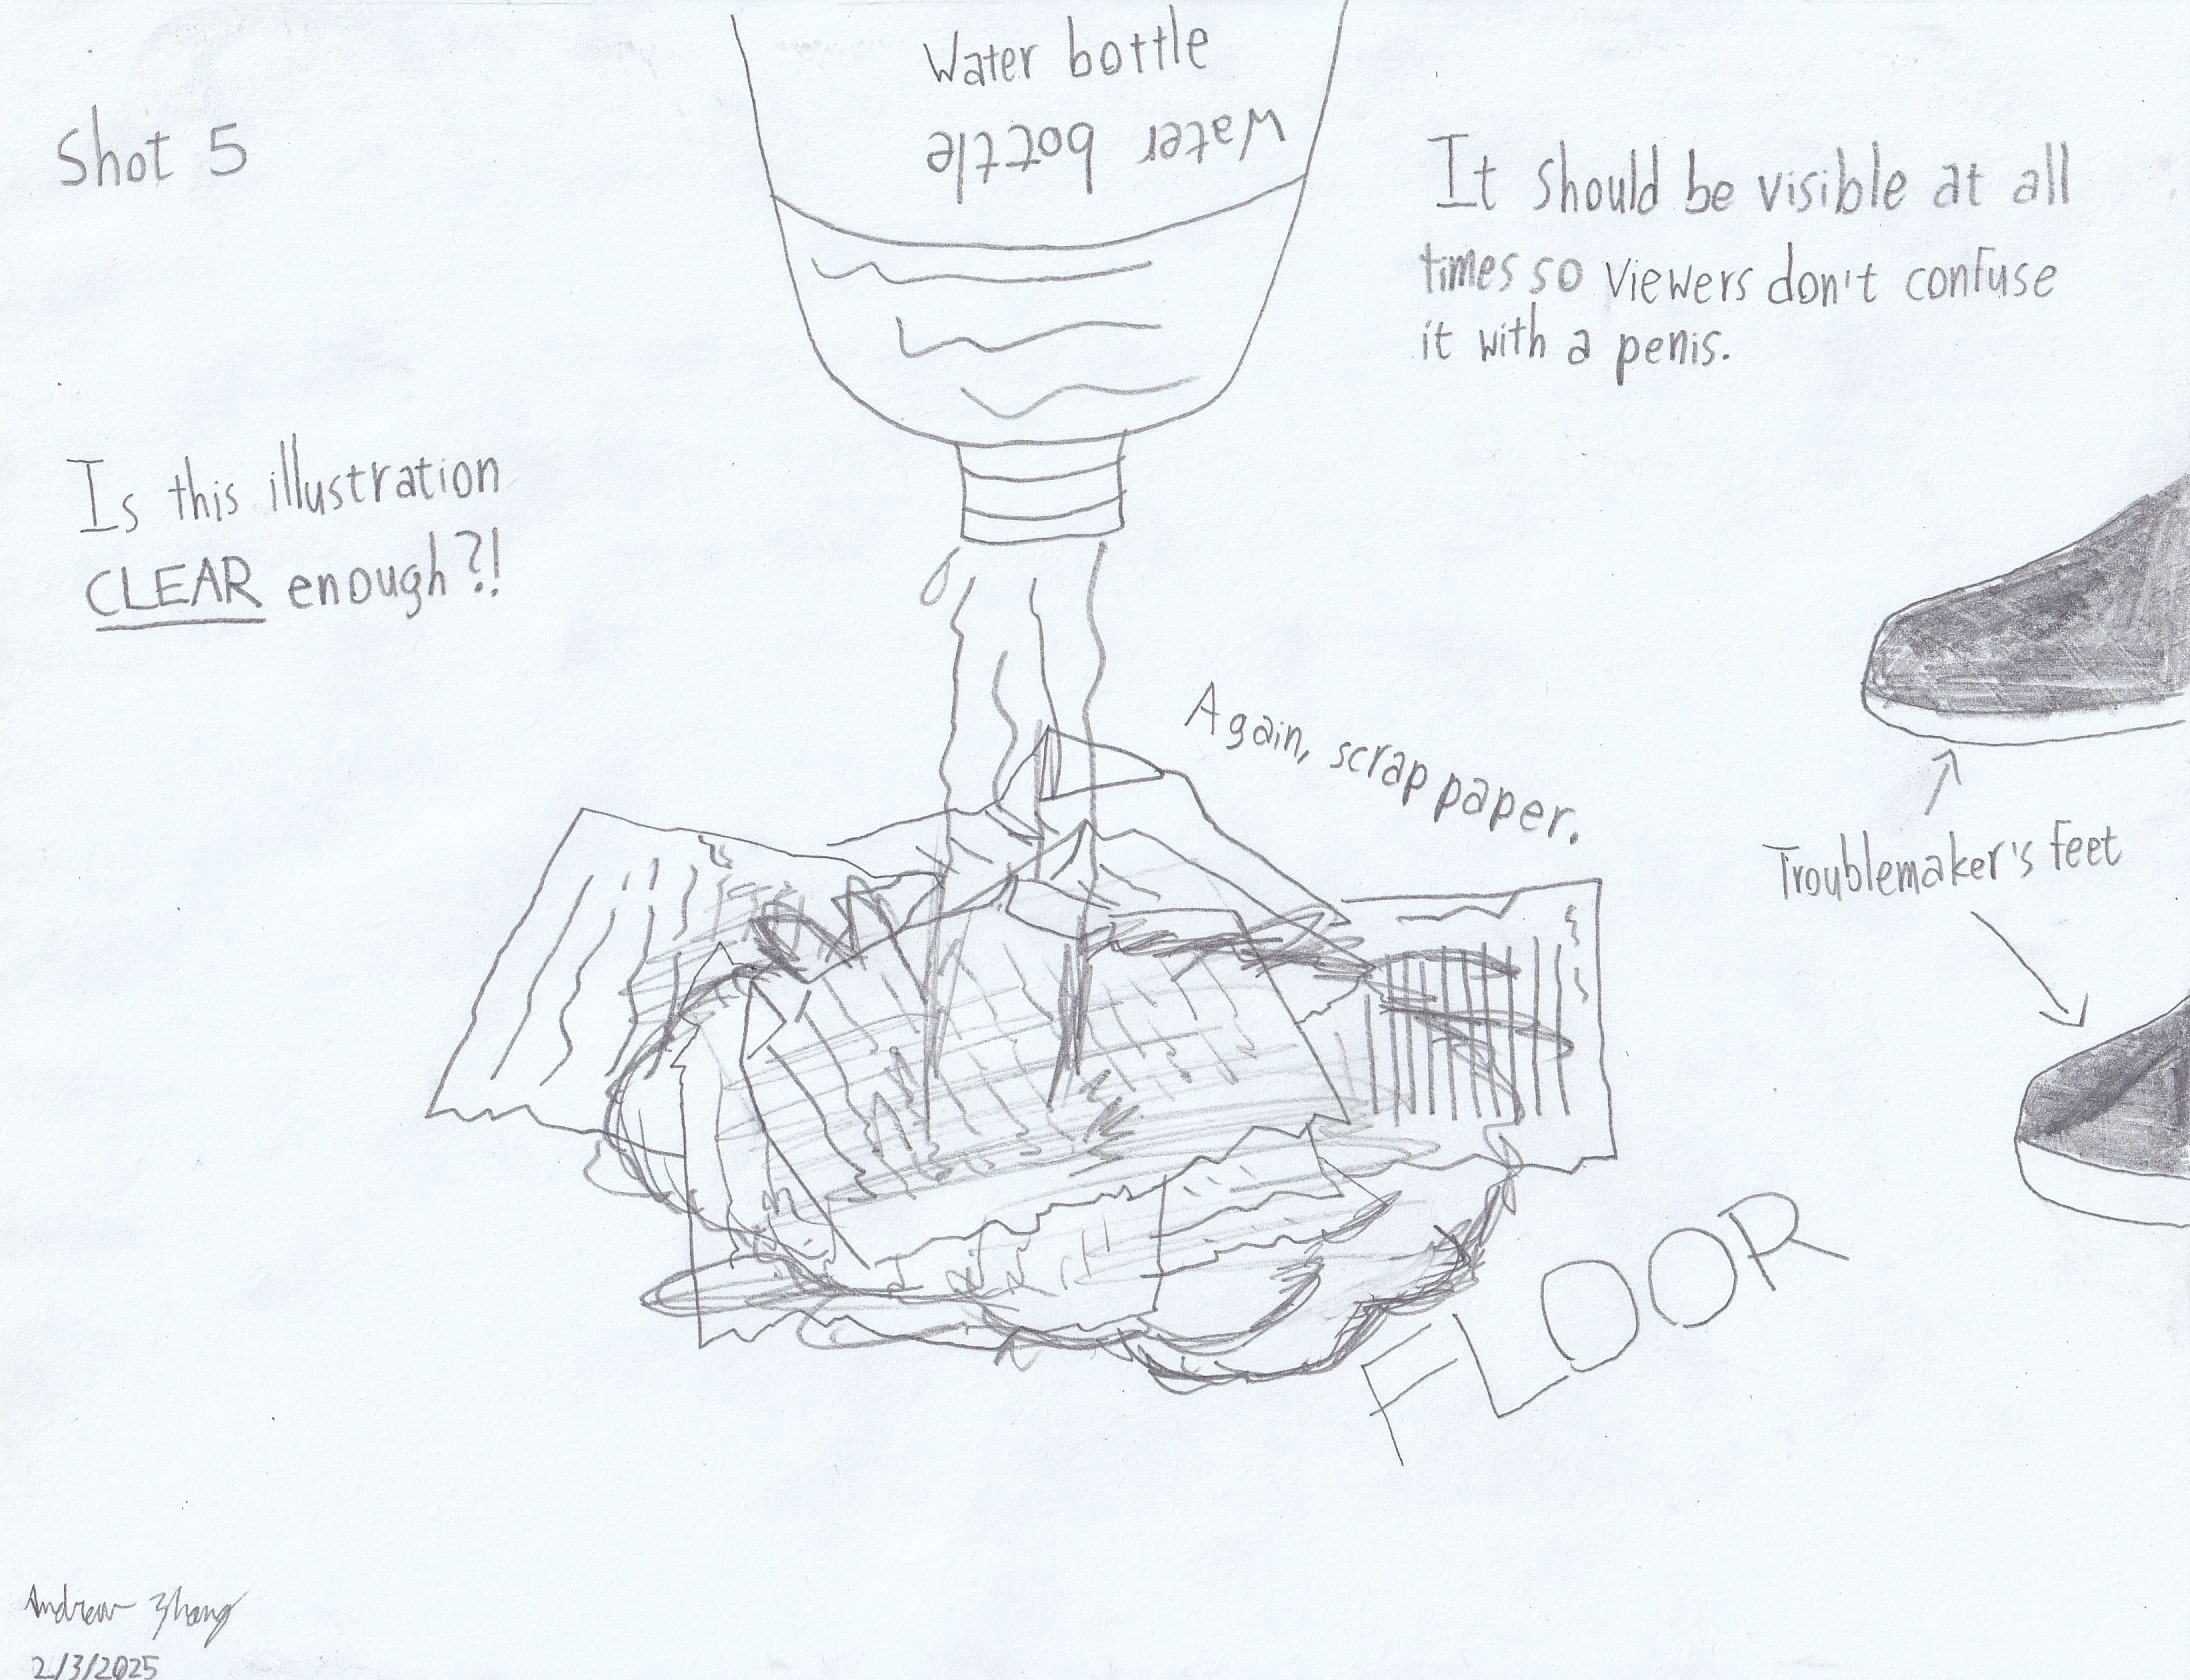 Water bottle
Water bottle
Shot 5
It should be visible at all
times so viewers don't confuse
it with a penis.
Is this illustration
CLEAR enough?!
Again, scrap paper.
Troublemaker's feet
FLOOR
Andrew Zhang
2/3/2025